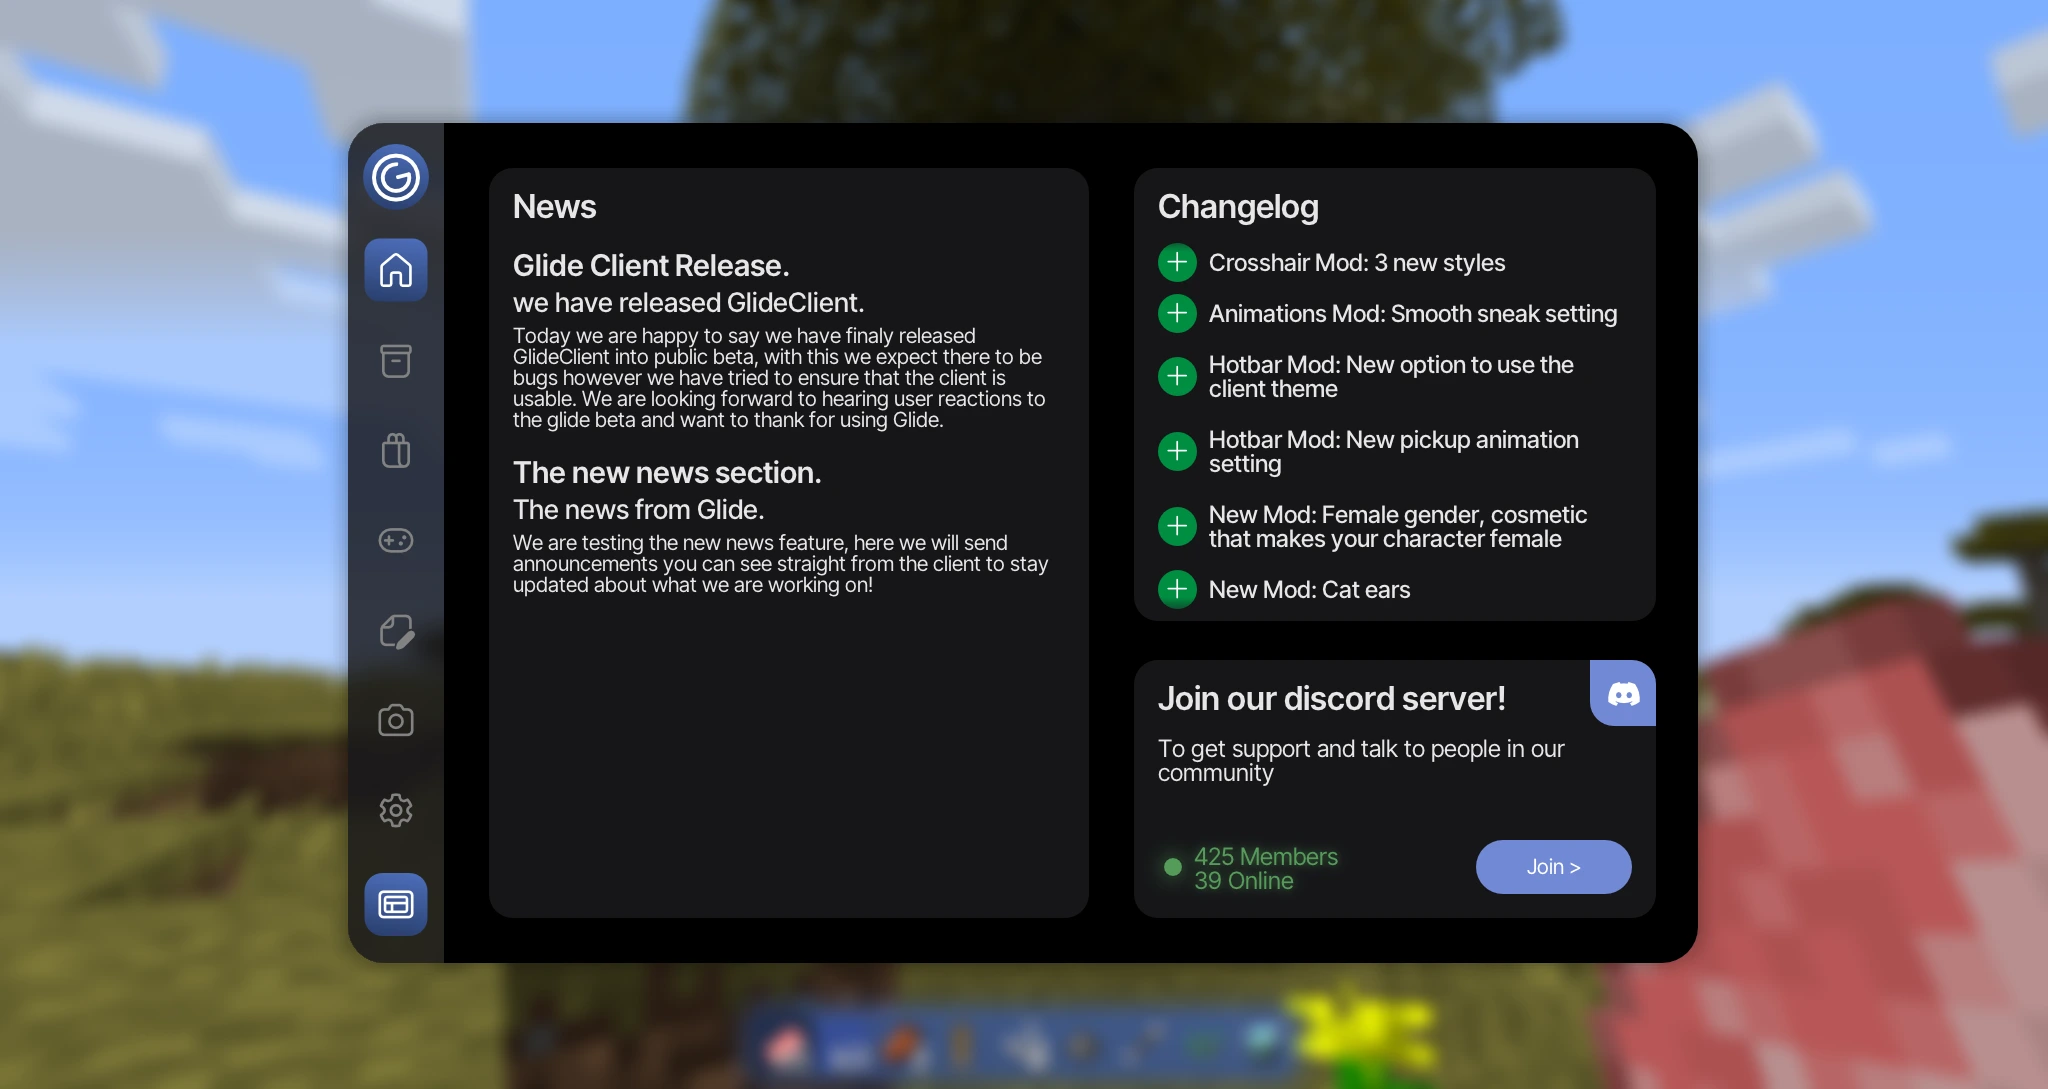 News
Glide Client Release.
we have released GlideClient.
Today we are happy to say we have finaly released
GlideClient into public beta, with this we expect there to be
bugs however we have tried to ensure that the client is
usable. We are looking forward to hearing user reactions to
the glide beta and want to thank for using Glide.
The new news section.
The news from Glide.
We are testing the new news feature, here we will send
announcements you can see straight from the client to stay
updated about what we are working on!
Changelog
Crosshair Mod: 3 new styles
Animations Mod: Smooth sneak setting
Hotbar Mod: New option to use the
client theme
Hotbar Mod: New pickup animation
setting
New Mod: Female gender, cosmetic
that makes your character female
New Mod: Cat ears
Join our discord server!
To get support and talk to people in our
community
425 Members
39 Online
Join >